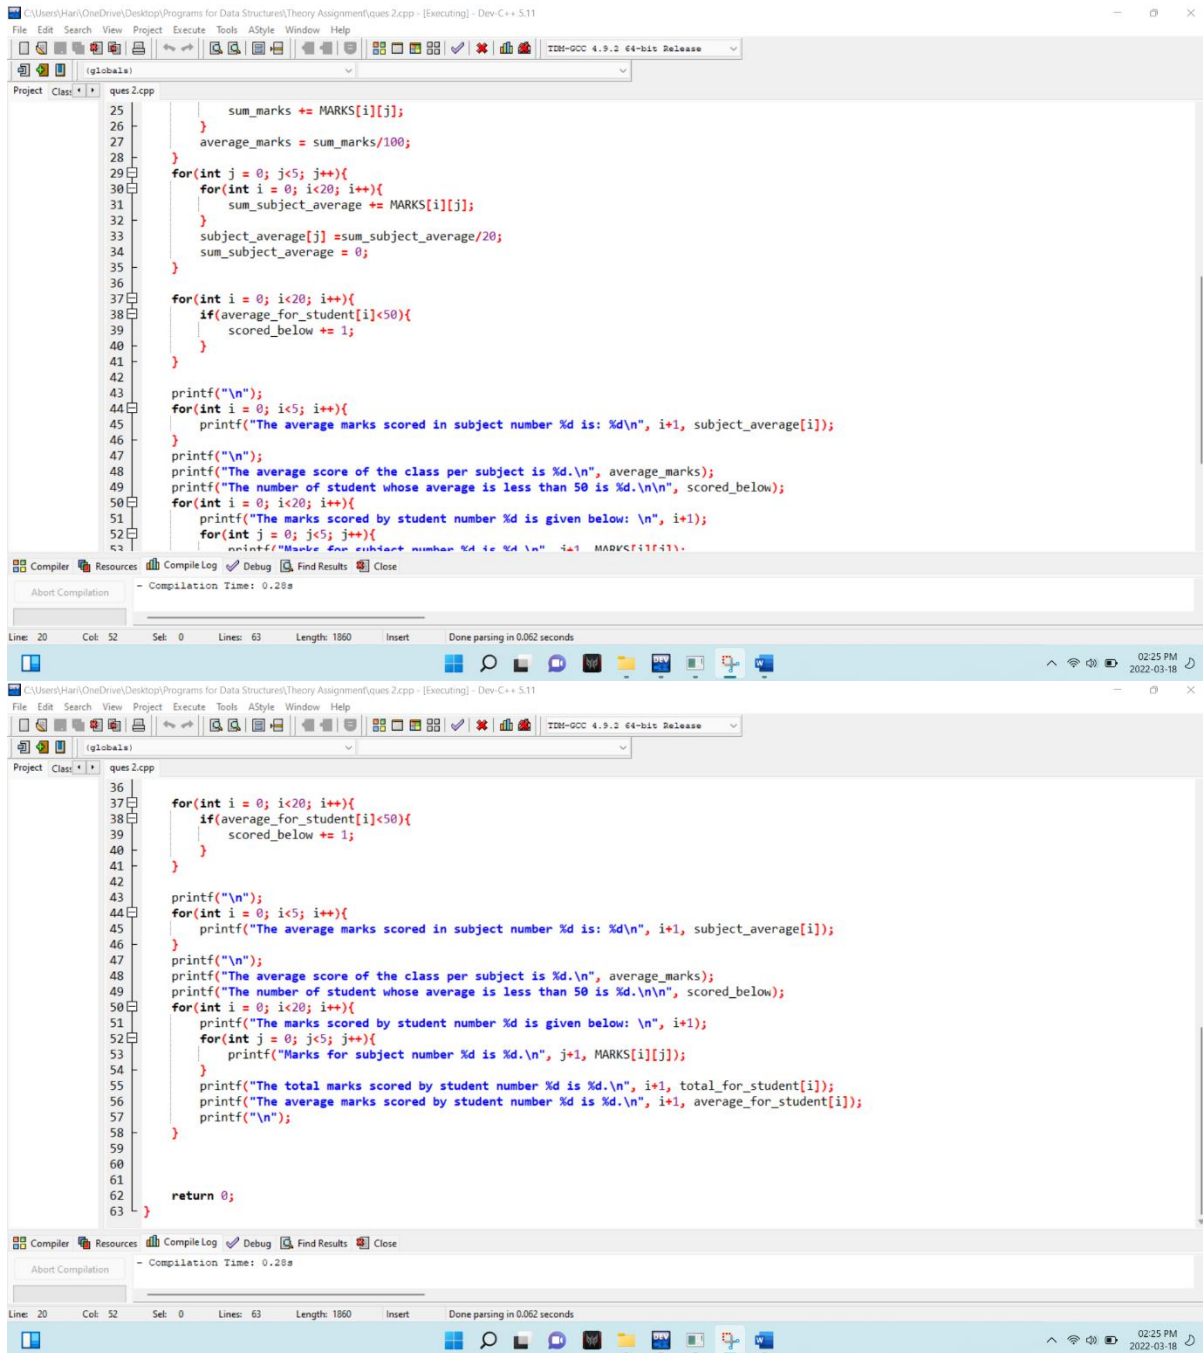 C:\Users\Hari\OneDrive\Desktop\Programs for Data Structures\Theory Assignment\ques 2.cpp - [Executing] - Dev-C++ 5.11
File Edit Search View Project Execute Tools AStyle Window Help
TDM-GCC 4.9.2 64-bit Release
(globals)
Project Clas: ques 2.cpp
25 sum_marks += MARKS[i][j];
26 }
27 average_marks = sum_marks/100;
28 }
29 for(int j = 0; j<5; j++){
30 for(int i = 0; i<20; i++){
31 sum_subject_average += MARKS[i][j];
32 }
33 subject_average[j] =sum_subject_average/20;
34 sum_subject_average = 0;
35 }
36
37 for(int i = 0; i<20; i++){
38 if(average_for_student[i]<50){
39 scored_below += 1;
40 }
41 }
42
43 printf("\n");
44 for(int i = 0; i<5; i++){
45 printf("The average marks scored in subject number %d is: %d\n", i+1, subject_average[i]);
46 }
47 printf("\n");
48 printf("The average score of the class per subject is %d.\n", average_marks);
49 printf("The number of student whose average is less than 50 is %d.\n\n", scored_below);
50 for(int i = 0; i<20; i++){
51 printf("The marks scored by student number %d is given below: \n", i+1);
52 for(int j = 0; j<5; j++){
53 printf("Marks for subject number %d is %d.\n", j+1, MARKS[i][j]);
Compiler Resources Compile Log Debug Find Results Close
Abort Compilation - Compilation Time: 0.28s
Line: 20 Col: 52 Sel: 0 Lines: 63 Length: 1860 Insert Done parsing in 0.062 seconds
DEV W 02:25 PM
2022-03-18
C:\Users\Hari\OneDrive\Desktop\Programs for Data Structures\Theory Assignment\ques 2.cpp - [Executing] - Dev-C++ 5.11
File Edit Search View Project Execute Tools AStyle Window Help
TDM-GCC 4.9.2 64-bit Release
(globals)
Project Clas: ques 2.cpp
36
37 for(int i = 0; i<20; i++){
38 if(average_for_student[i]<50){
39 scored_below += 1;
40 }
41 }
42
43 printf("\n");
44 for(int i = 0; i<5; i++){
45 printf("The average marks scored in subject number %d is: %d\n", i+1, subject_average[i]);
46 }
47 printf("\n");
48 printf("The average score of the class per subject is %d.\n", average_marks);
49 printf("The number of student whose average is less than 50 is %d.\n\n", scored_below);
50 for(int i = 0; i<20; i++){
51 printf("The marks scored by student number %d is given below: \n", i+1);
52 for(int j = 0; j<5; j++){
53 printf("Marks for subject number %d is %d.\n", j+1, MARKS[i][j]);
54 }
55 printf("The total marks scored by student number %d is %d.\n", i+1, total_for_student[i]);
56 printf("The average marks scored by student number %d is %d.\n", i+1, average_for_student[i]);
57 printf("\n");
58 }
59
60
61
62 return 0;
63 }
Compiler Resources Compile Log Debug Find Results Close
Abort Compilation - Compilation Time: 0.28s
Line: 20 Col: 52 Sel: 0 Lines: 63 Length: 1860 Insert Done parsing in 0.062 seconds
DEV W 02:25 PM
2022-03-18